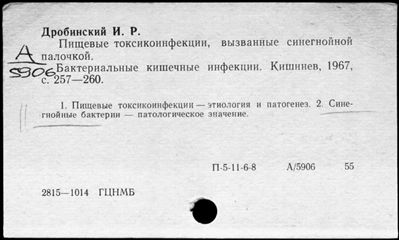 Дробинский И. Р.
Пищевые токсикоинфекции, вызванные синегнойной
А палочкой.
5906 Бактериальные кишечные инфекции. Кишинев, 1967,
с. 257—260.
1. Пищевые токсикоинфекции — этиология и патогенез. 2. Сине-
гнойные бактерии — патологическое значение.
П-5-11-6-8 А/5906 55
2815—1014 ГЦНМБ